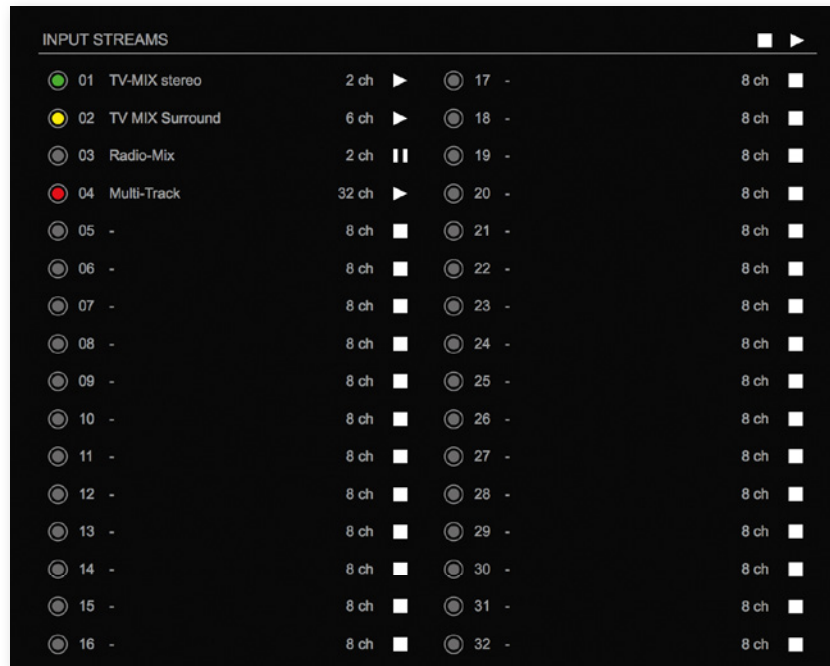 INPUT STREAMS
01 TV-MIX stereo 2 ch 17 - 8 ch
02 TV MIX Surround 6 ch 18 - 8 ch
03 Radio-Mix 2 ch 19 - 8 ch
04 Multi-Track 32 ch 20 - 8 ch
05 - 8 ch 21 - 8 ch
06 - 8 ch 22 - 8 ch
07 - 8 ch 23 - 8 ch
08 - 8 ch 24 - 8 ch
09 - 8 ch 25 - 8 ch
10 - 8 ch 26 - 8 ch
11 - 8 ch 27 - 8 ch
12 - 8 ch 28 - 8 ch
13 - 8 ch 29 - 8 ch
14 - 8 ch 30 - 8 ch
15 - 8 ch 31 - 8 ch
16 - 8 ch 32 - 8 ch